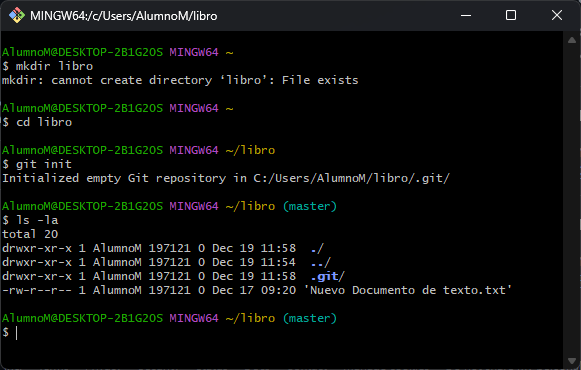 MINGW64:/c/Users/AlumnoM/libro
AlumnoM@DESKTOP-2B1G2OS MINGW64 ~
$ mkdir libro
mkdir: cannot create directory ‘libro’: File exists
AlumnoM@DESKTOP-2B1G2OS MINGW64 ~
$ cd libro
AlumnoM@DESKTOP-2B1G2OS MINGW64 ~/libro
$ git init
Initialized empty Git repository in C:/Users/AlumnoM/libro/.git/
AlumnoM@DESKTOP-2B1G2OS MINGW64 ~/libro (master)
$ ls -la
total 20
drwxr-xr-x 1 AlumnoM 197121 0 Dec 19 11:58  ./
drwxr-xr-x 1 AlumnoM 197121 0 Dec 19 11:54  ../
drwxr-xr-x 1 AlumnoM 197121 0 Dec 19 11:58  .git/
-rw-r--r-- 1 AlumnoM 197121 0 Dec 17 09:20 'Nuevo Documento de texto.txt'
AlumnoM@DESKTOP-2B1G2OS MINGW64 ~/libro (master)
$